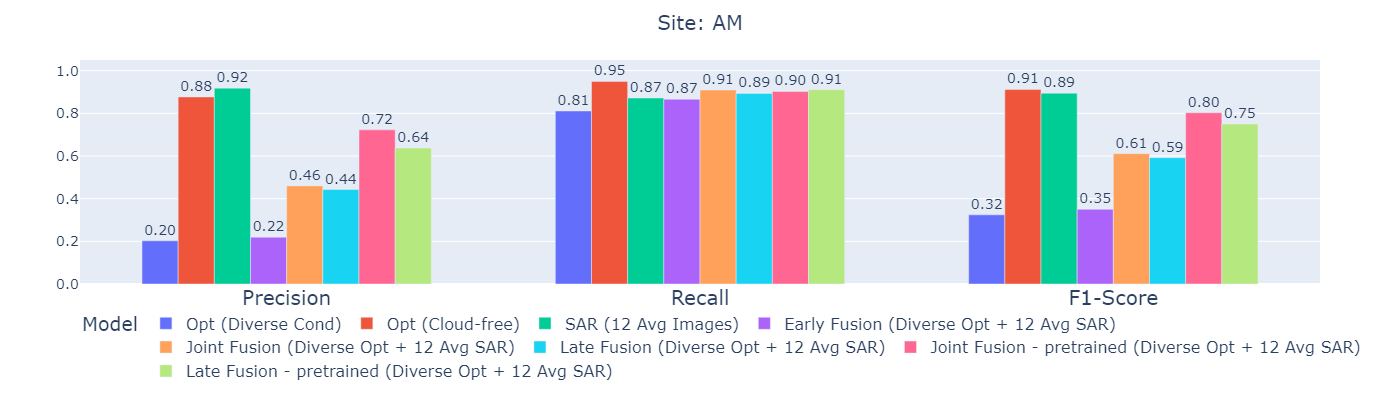 Site: AM
1.0
0.8
0.6
0.4
0.2
0.0
0.20 0.88 0.92 0.22 0.46 0.44 0.72 0.64
0.81 0.95 0.87 0.87 0.91 0.89 0.90 0.91
0.32 0.91 0.89 0.35 0.61 0.59 0.80 0.75
Precision Recall F1-Score
Model Opt (Diverse Cond) Opt (Cloud-free) SAR (12 Avg Images) Early Fusion (Diverse Opt + 12 Avg SAR)
Joint Fusion (Diverse Opt + 12 Avg SAR) Late Fusion (Diverse Opt + 12 Avg SAR) Joint Fusion - pretrained (Diverse Opt + 12 Avg SAR)
Late Fusion - pretrained (Diverse Opt + 12 Avg SAR)